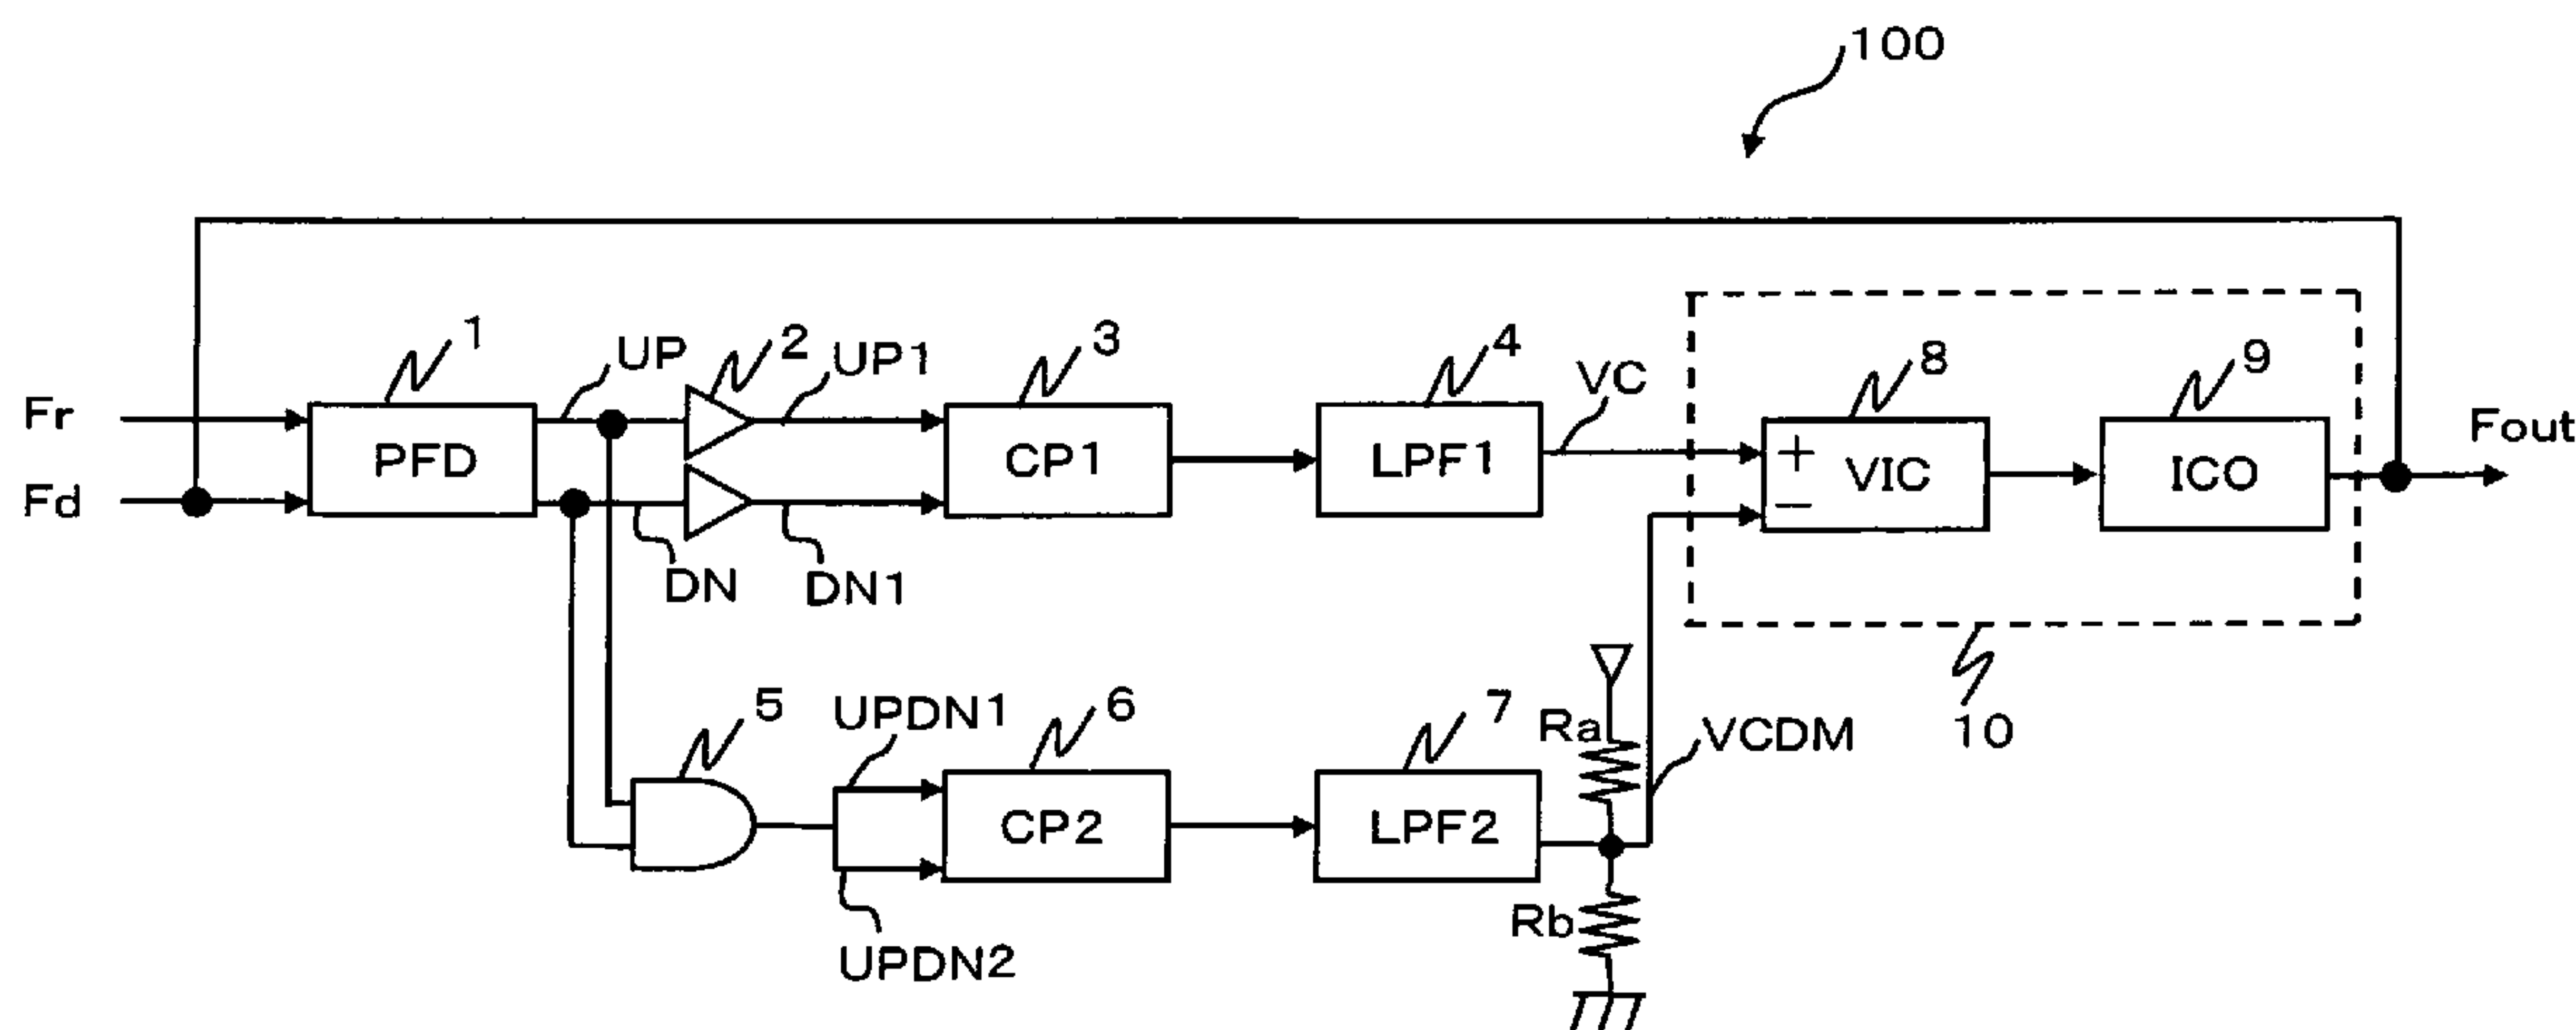 100
1
UP
2
UP1
3
4
VC
8
9
Fr
PFD
CP1
LPF1
+
VIC
ICO
Fout
Fd
−
DN
DN1
5
UPDN1
6
7
Ra
VCDM
10
CP2
LPF2
Rb
UPDN2